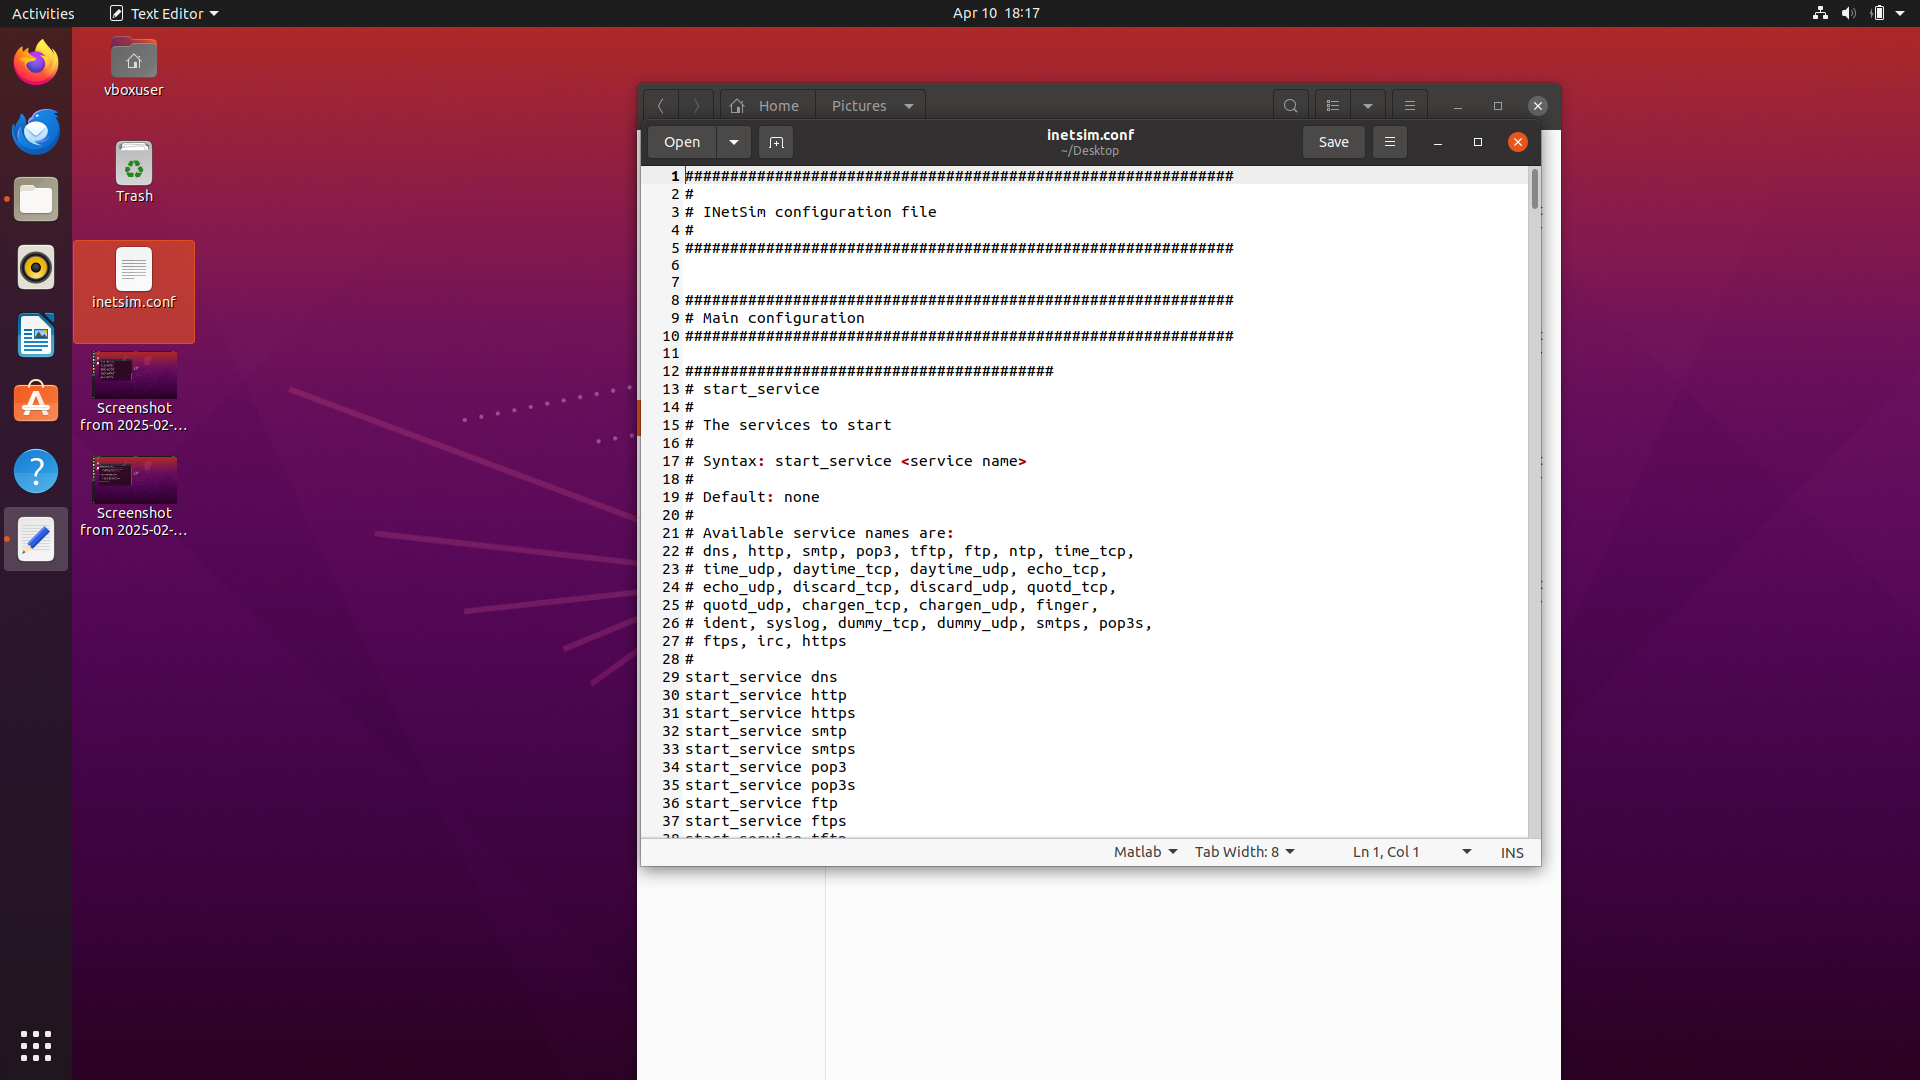 Activities
Text Editor
Apr 10 18:17
vboxuser
Trash
inetsim.conf
Screenshot
from 2025-02-...
Screenshot
from 2025-02-...
Home
Pictures
Open
inetsim.conf
~/Desktop
Save
1 #############################################################
2 #
3 # INetSim configuration file
4 #
5 #############################################################
6
7
8 #############################################################
9 # Main configuration
10 #############################################################
11
12 #########################################
13 # start_service
14 #
15 # The services to start
16 #
17 # Syntax: start_service <service name>
18 #
19 # Default: none
20 #
21 # Available service names are:
22 # dns, http, smtp, pop3, tftp, ftp, ntp, time_tcp,
23 # time_udp, daytime_tcp, daytime_udp, echo_tcp,
24 # echo_udp, discard_tcp, discard_udp, quotd_tcp,
25 # quotd_udp, chargen_tcp, chargen_udp, finger,
26 # ident, syslog, dummy_tcp, dummy_udp, smtps, pop3s,
27 # ftps, irc, https
28 #
29 start_service dns
30 start_service http
31 start_service https
32 start_service smtp
33 start_service smtps
34 start_service pop3
35 start_service pop3s
36 start_service ftp
37 start_service ftps
38 start_service tftp
Matlab
Tab Width: 8
Ln 1, Col 1
INS